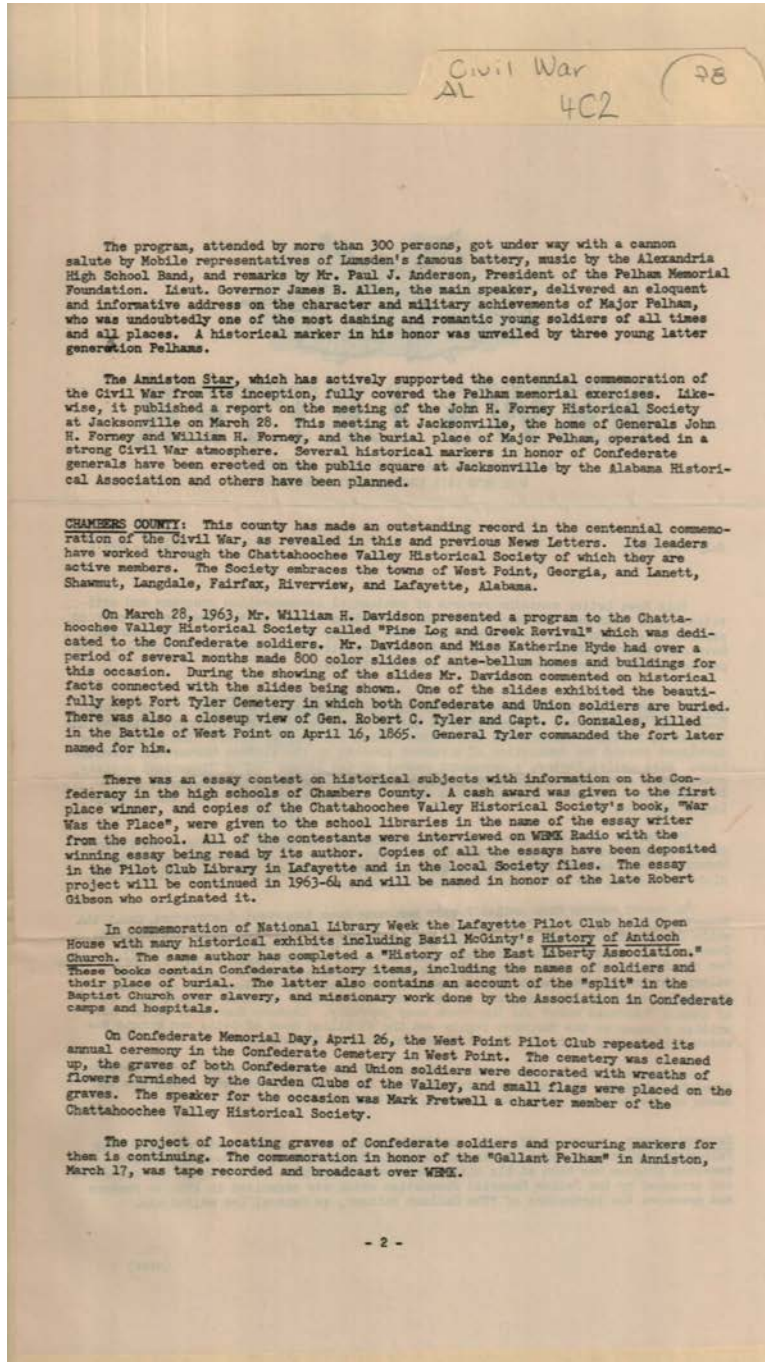 Civil War
AL
4C2
78
The program, attended by more than 300 persons, got under way with a cannon
salute by Mobile representatives of Lumsden's famous battery, music by the Alexandria
High School Band, and remarks by Mr. Paul J. Anderson, President of the Pelham Memorial
Foundation. Lieut. Governor James B. Allen, the main speaker, delivered an eloquent
and informative address on the character and military achievements of Major Pelham,
who was undoubtedly one of the most dashing and romantic young soldiers of all times
and all places. A historical marker in his honor was unveiled by three young latter
generation Pelhams.
The Anniston Star, which has actively supported the centennial commemoration of
the Civil War from its inception, fully covered the Pelham memorial exercises. Like-
wise, it published a report on the meeting of the John H. Forney Historical Society
at Jacksonville on March 28. This meeting at Jacksonville, the home of Generals John
H. Forney and William H. Forney, and the burial place of Major Pelham, operated in a
strong Civil War atmosphere. Several historical markers in honor of Confederate
generals have been erected on the public square at Jacksonville by the Alabama Histori-
cal Association and others have been planned.
CHAMBERS COUNTY: This county has made an outstanding record in the centennial commemo-
ration of the Civil War, as revealed in this and previous News Letters. Its leaders
have worked through the Chattahoochee Valley Historical Society of which they are
active members. The Society embraces the towns of West Point, Georgia, and Lanett,
Shawmut, Langdale, Fairfax, Riverview, and Lafayette, Alabama.
On March 28, 1963, Mr. William H. Davidson presented a program to the Chatta-
hoochee Valley Historical Society called "Pine Log and Greek Revival" which was dedi-
cated to the Confederate soldiers. Mr. Davidson and Miss Katherine Hyde had over a
period of several months made 800 color slides of ante-bellum homes and buildings for
this occasion. During the showing of the slides Mr. Davidson commented on historical
facts connected with the slides being shown. One of the slides exhibited the beauti-
fully kept Fort Tyler Cemetery in which both Confederate and Union soldiers are buried.
There was also a closeup view of Gen. Robert C. Tyler and Capt. C. Gonzales, killed
in the Battle of West Point on April 16, 1865. General Tyler commanded the fort later
named for him.
There was an essay contest on historical subjects with information on the Con-
federacy in the high schools of Chambers County. A cash award was given to the first
place winner, and copies of the Chattahoochee Valley Historical Society's book, "War
Was the Place", were given to the school libraries in the name of the essay writer
from the school. All of the contestants were interviewed on WBMK Radio with the
winning essay being read by its author. Copies of all the essays have been deposited
in the Pilot Club Library in Lafayette and in the local Society files. The essay
project will be continued in 1963-64 and will be named in honor of the late Robert
Gibson who originated it.
In commemoration of National Library Week the Lafayette Pilot Club held Open
House with many historical exhibits including Basil McGinty's History of Antioch
Church. The same author has completed a "History of the East Liberty Association."
These books contain Confederate history items, including the names of soldiers and
their place of burial. The latter also contains an account of the "split" in the
Baptist Church over slavery, and missionary work done by the Association in Confederate
camps and hospitals.
On Confederate Memorial Day, April 26, the West Point Pilot Club repeated its
annual ceremony in the Confederate Cemetery in West Point. The cemetery was cleaned
up, the graves of both Confederate and Union soldiers were decorated with wreaths of
flowers furnished by the Garden Clubs of the Valley, and small flags were placed on the
graves. The speaker for the occasion was Mark Fretwell a charter member of the
Chattahoochee Valley Historical Society.
The project of locating graves of Confederate soldiers and procuring markers for
them is continuing. The commemoration in honor of the "Gallant Pelham" in Anniston,
March 17, was tape recorded and broadcast over WBMK.
- 2 -